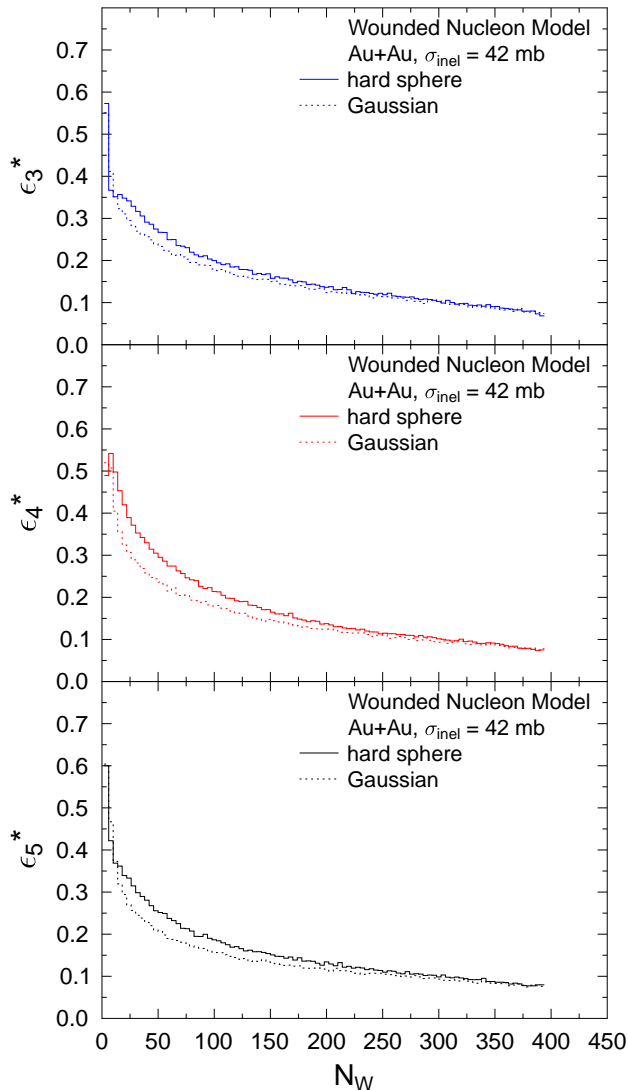 0.8
Wounded Nucleon Model
0.7
Au+Au, σinel = 42 mb
hard sphere
0.6
Gaussian
0.5
ϵ3*
0.4
0.3
0.2
0.1
0.0
Wounded Nucleon Model
0.7
Au+Au, σinel = 42 mb
hard sphere
0.6
Gaussian
0.5
ϵ4*
0.4
0.3
0.2
0.1
0.0
Wounded Nucleon Model
0.7
Au+Au, σinel = 42 mb
hard sphere
0.6
Gaussian
0.5
ϵ5*
0.4
0.3
0.2
0.1
0.0
0 50 100 150 200 250 300 350 400 450
NW